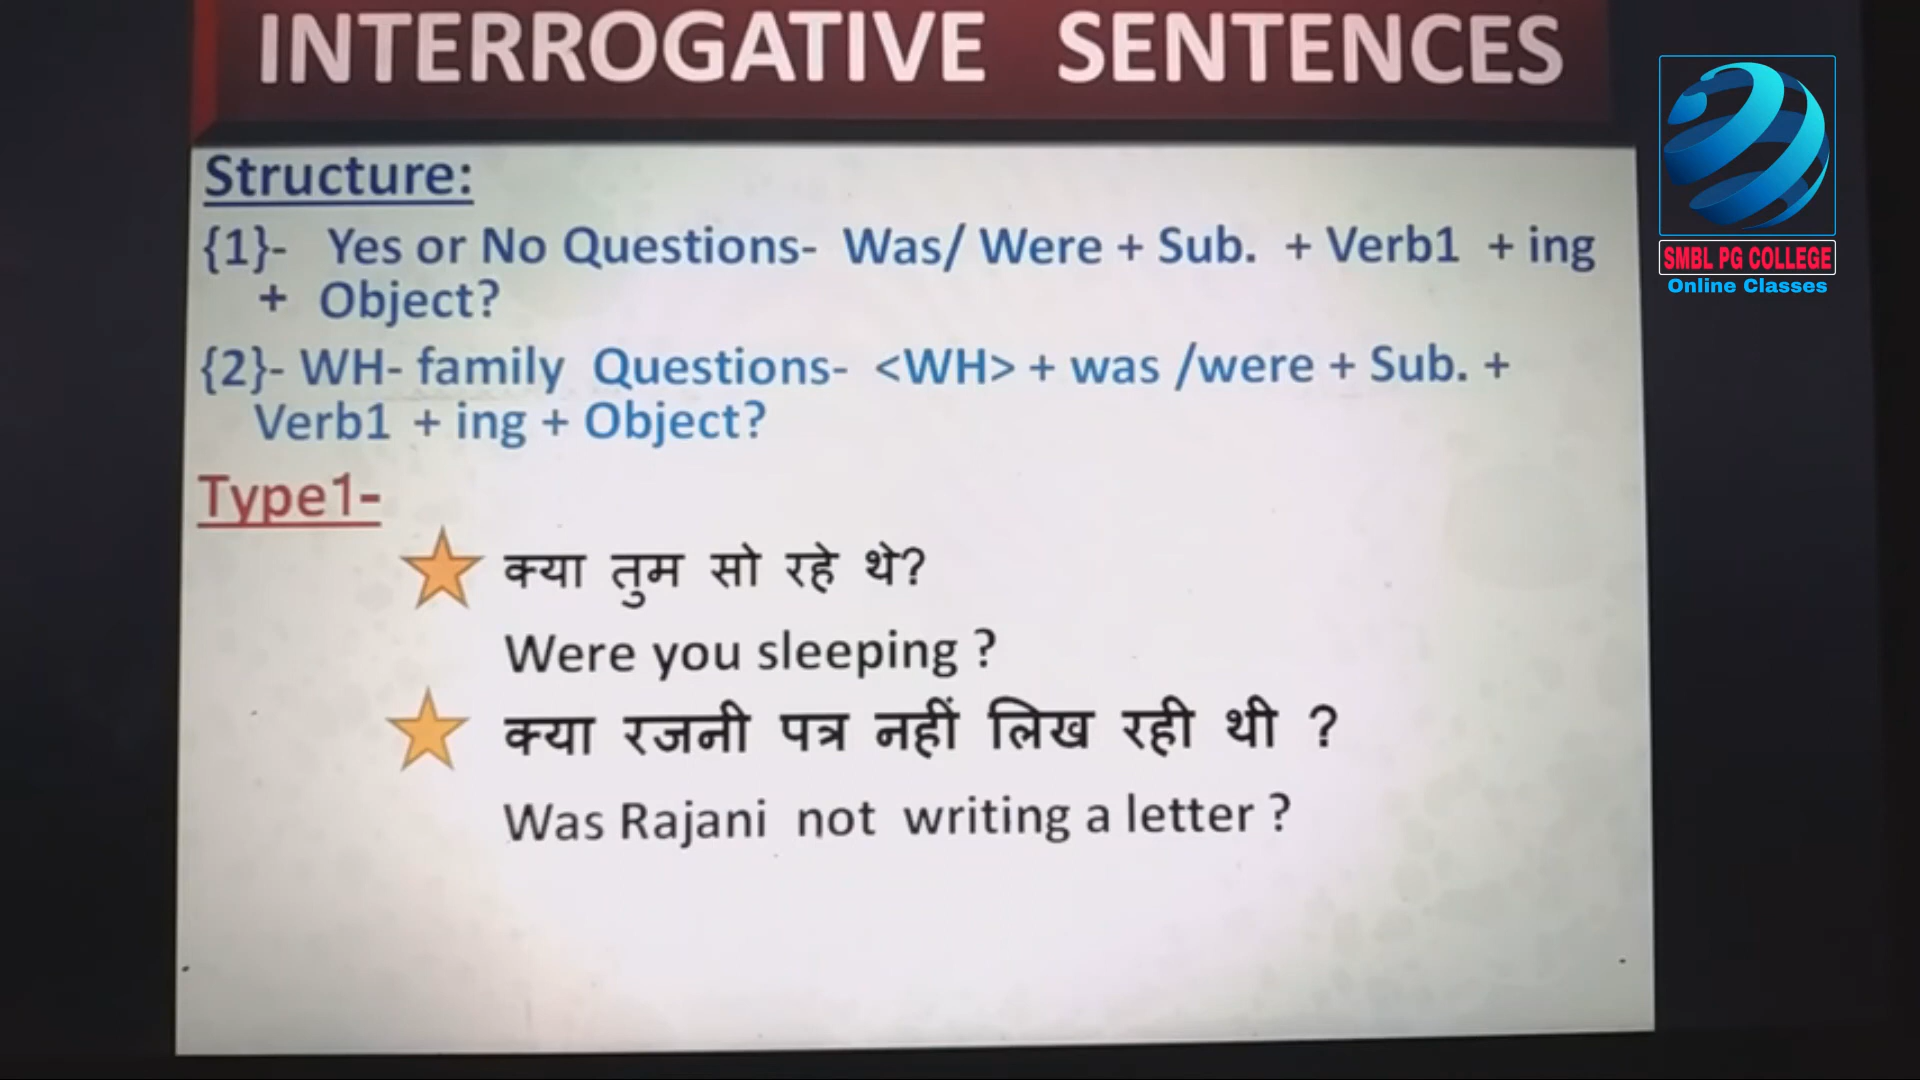 INTERROGATIVE SENTENCES
Structure:
{1}- Yes or No Questions- Was/ Were + Sub. + Verb1 + ing
+ Object?
{2}- WH- family Questions- <WH> + was /were + Sub. +
Verb1 + ing + Object?
Type1-
क्या तुम सो रहे थे?
Were you sleeping ?
क्या रजनी पत्र नहीं लिख रही थी ?
Was Rajani not writing a letter ?
SMBL PG COLLEGE
Online Classes